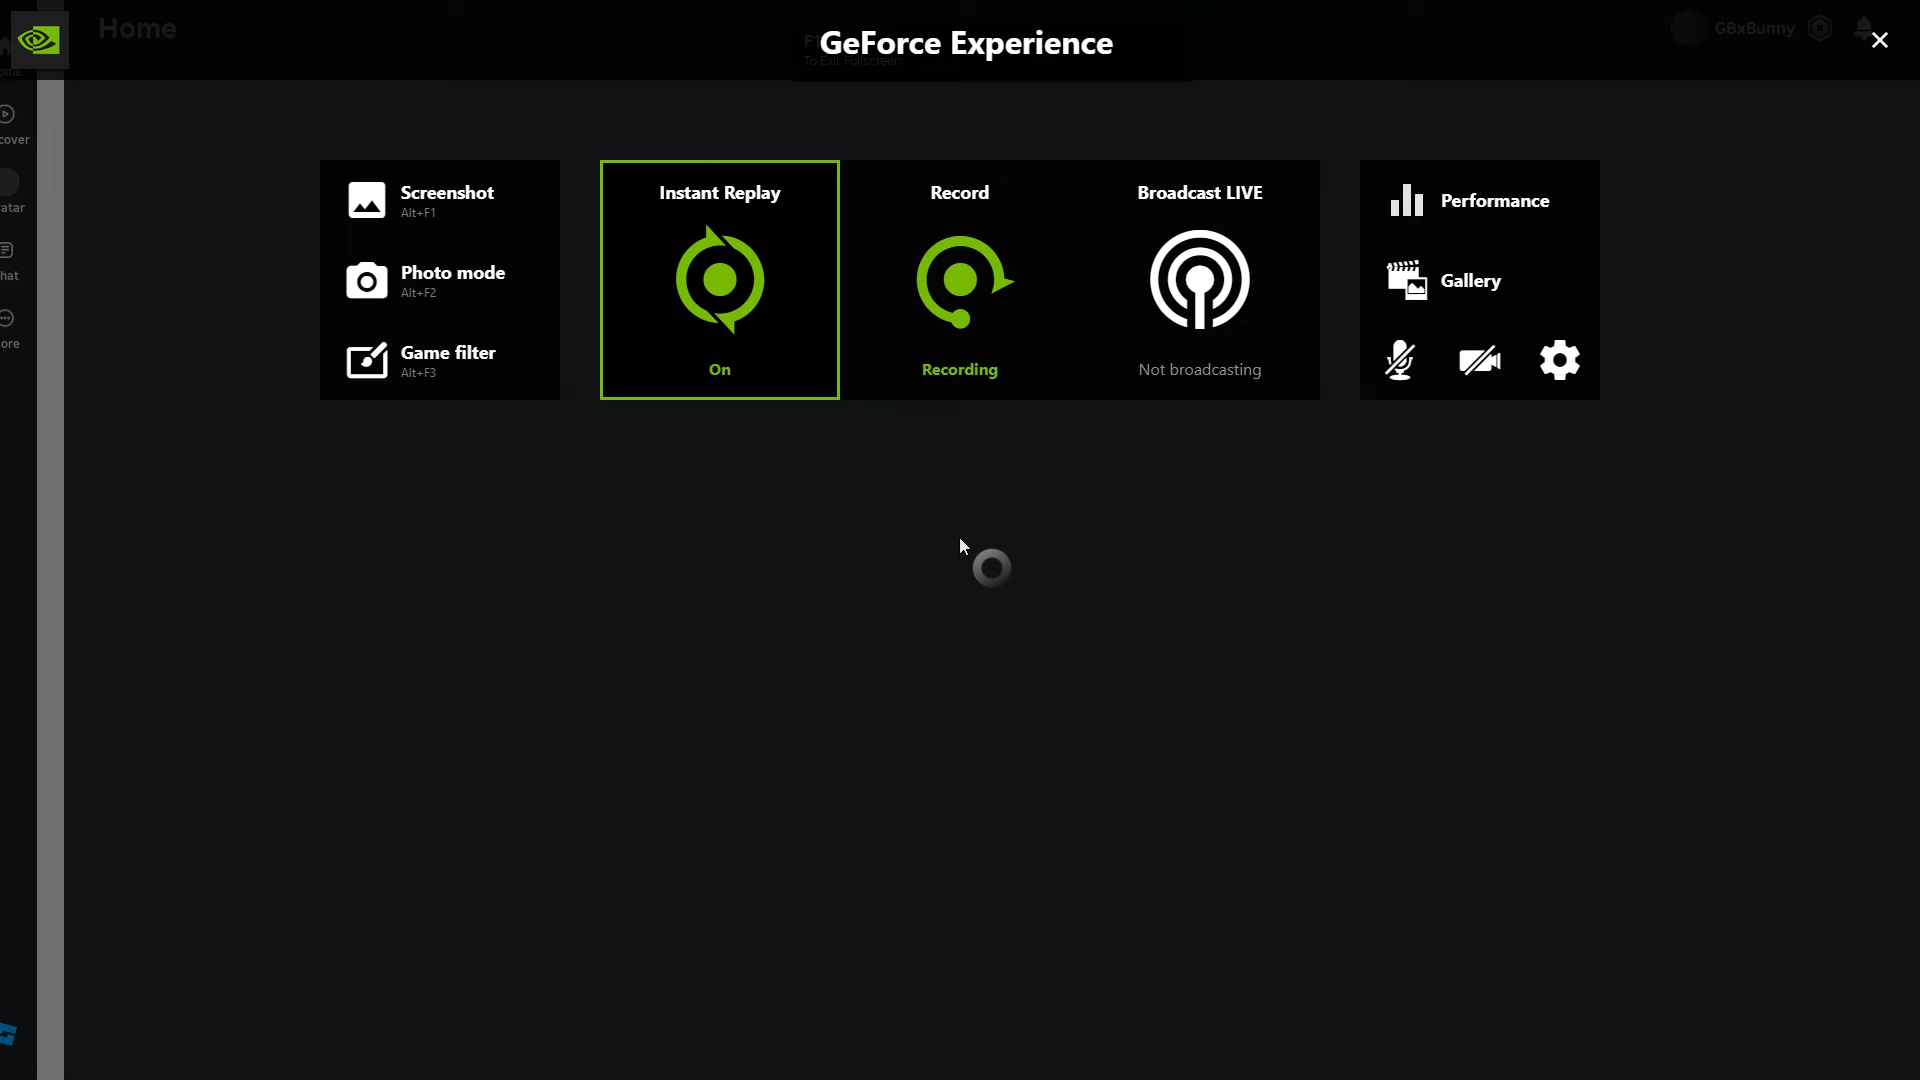 Home
GeForce Experience
To Exit Fullscreen
GBxBunny
ome
cover
atar
hat
ore
Screenshot
Alt+F1
Photo mode
Alt+F2
Game filter
Alt+F3
Instant Replay
On
Record
Recording
Broadcast LIVE
Not broadcasting
Performance
Gallery